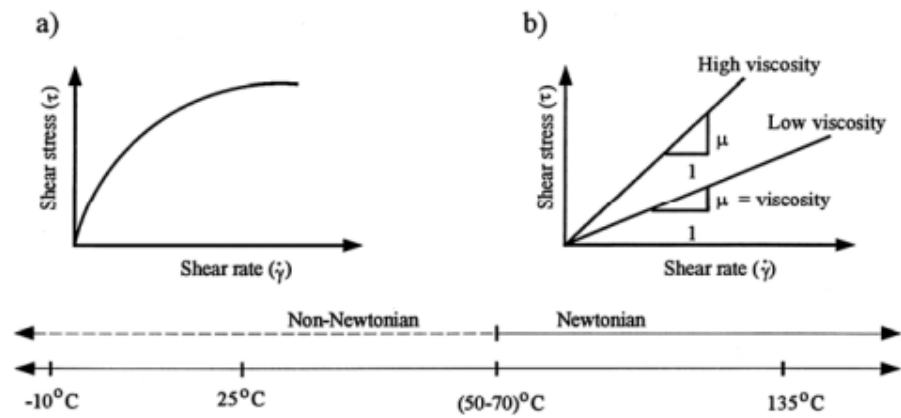 a)
Shear stress (τ)
Shear rate (γ̇)
b)
Shear stress (τ)
High viscosity
Low viscosity
μ
1
μ = viscosity
1
Shear rate (γ̇)
Non-Newtonian
Newtonian
-10°C
25°C
(50-70)°C
135°C